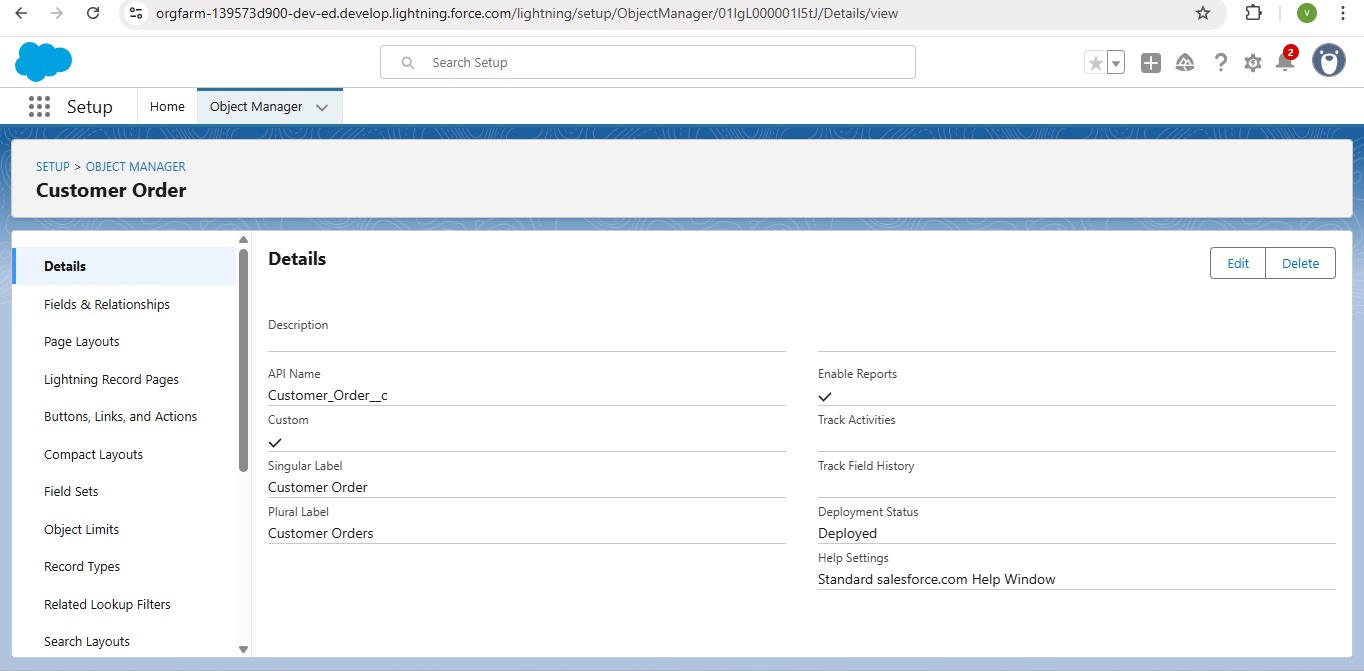 orgfarm-139573d900-dev-ed.develop.lightning.force.com/lightning/setup/ObjectManager/01IgL000001I5tJ/Details/view
V
Search Setup
2
Setup
Home
Object Manager
SETUP > OBJECT MANAGER
Customer Order
Details
Fields & Relationships
Page Layouts
Lightning Record Pages
Buttons, Links, and Actions
Compact Layouts
Field Sets
Object Limits
Record Types
Related Lookup Filters
Search Layouts
Details
Edit
Delete
Description
API Name
Customer_Order__c
Custom
Singular Label
Customer Order
Plural Label
Customer Orders
Enable Reports
Track Activities
Track Field History
Deployment Status
Deployed
Help Settings
Standard salesforce.com Help Window